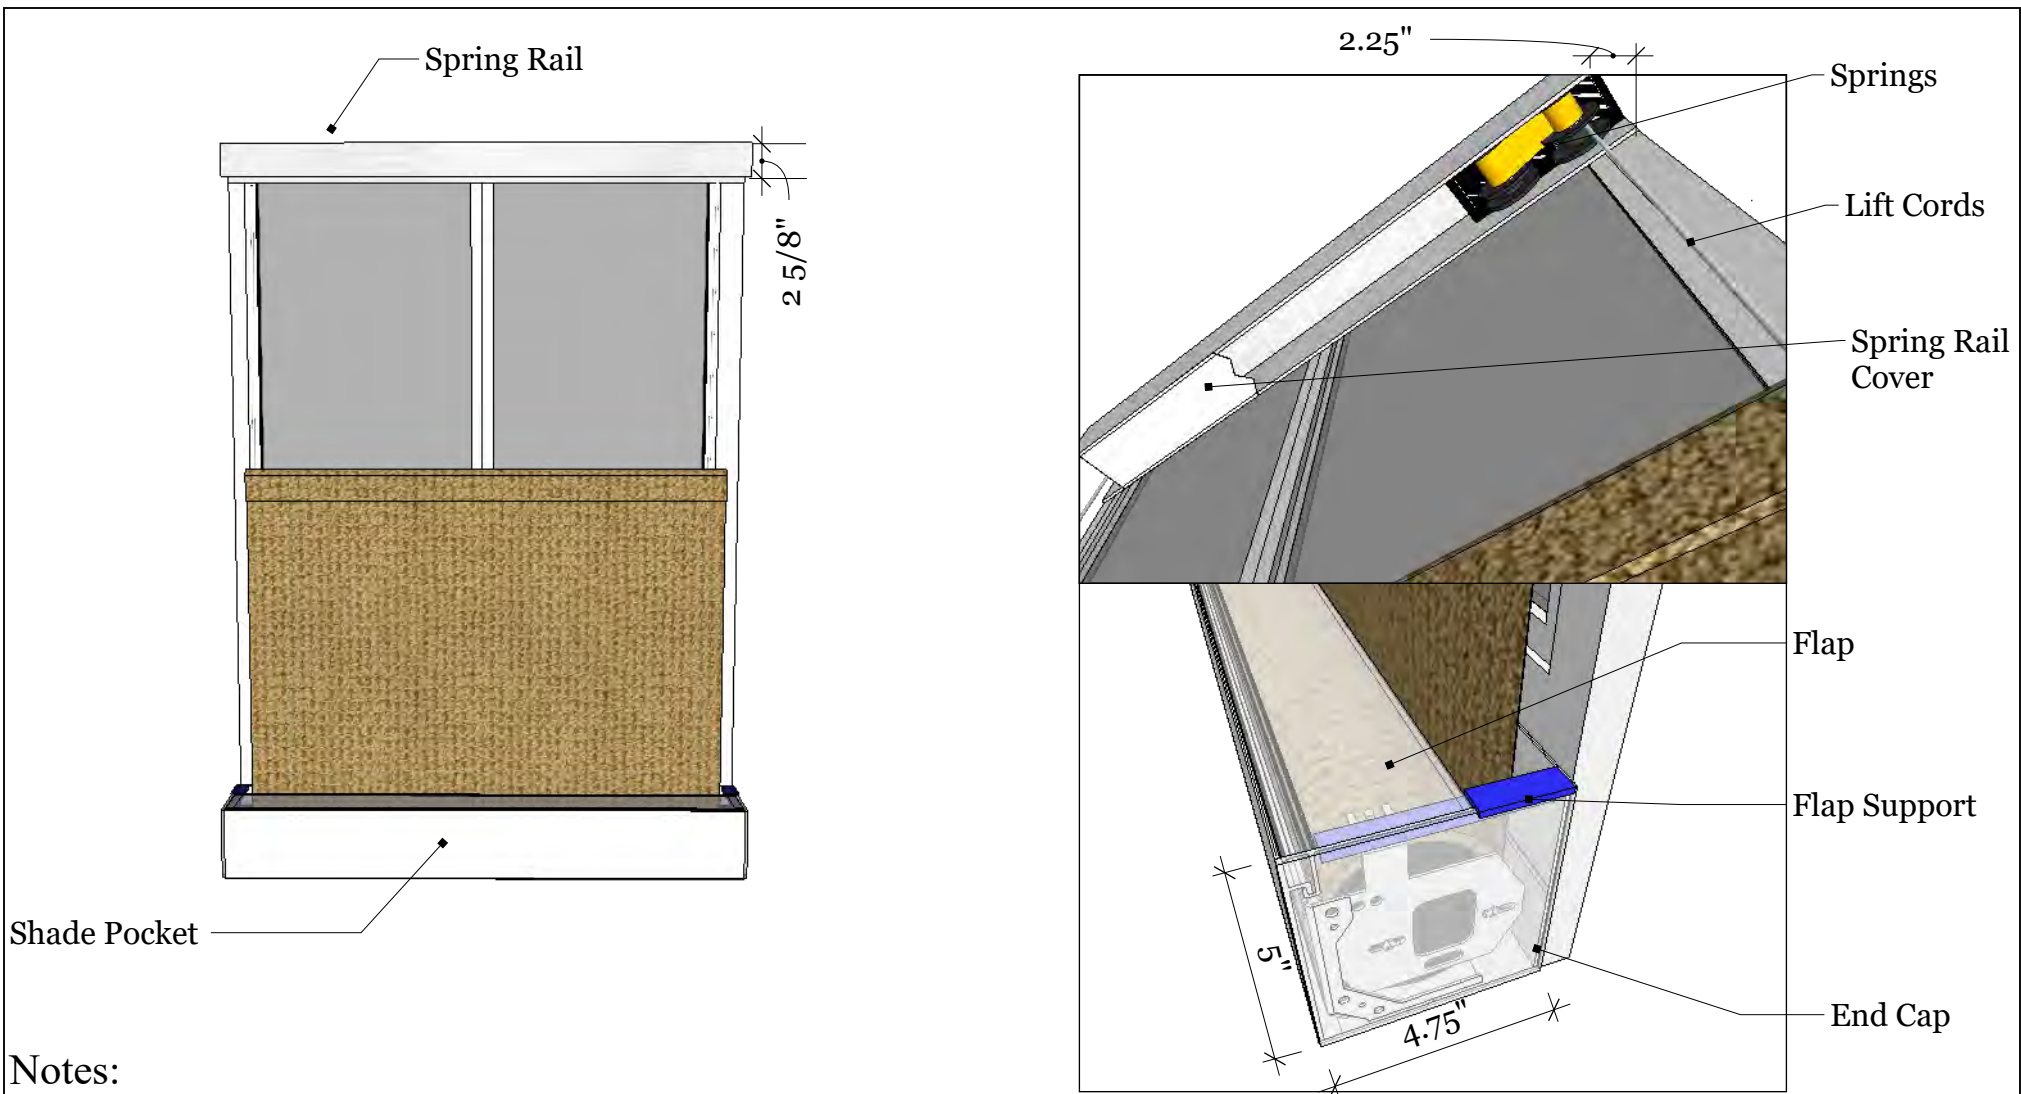 Spring Rail
2 5/8"
Shade Pocket
Notes:
2.25"
Springs
Lift Cords
Spring Rail
Cover
Flap
Flap Support
5"
4.75"
End Cap